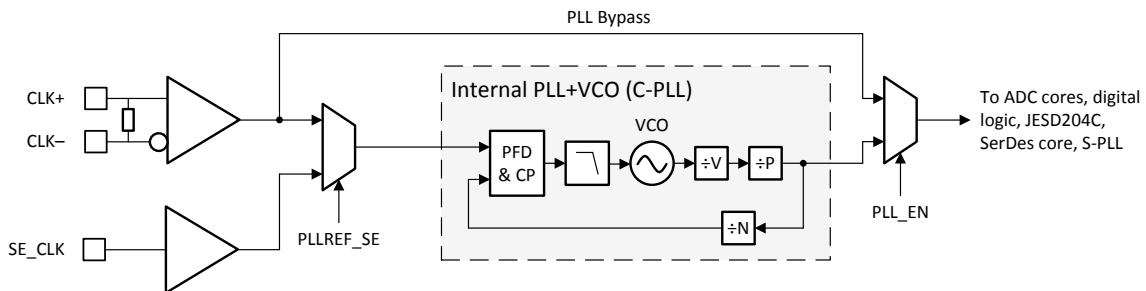 PLL Bypass
CLK+
CLK–
SE_CLK
PLLREF_SE
Internal PLL+VCO (C-PLL)
VCO
PFD
& CP
÷V
÷P
÷N
PLL_EN
To ADC cores, digital
logic, JESD204C,
SerDes core, S-PLL